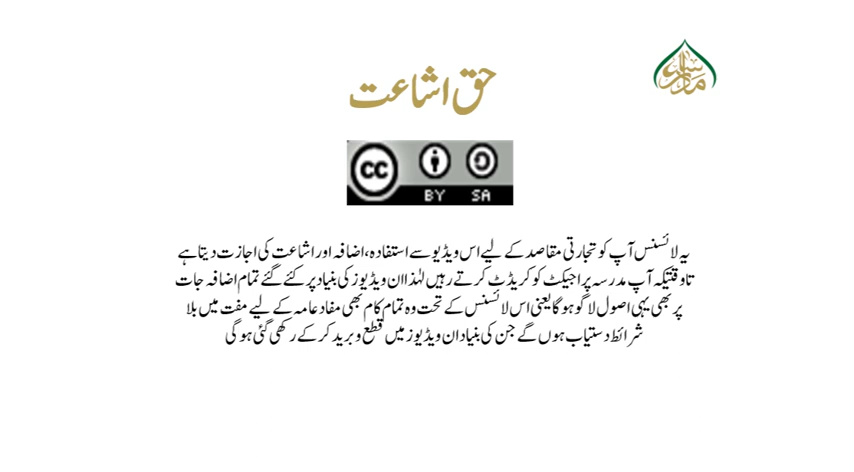 حق اشاعت
cc
BY SA
یہ لائسنس آپ کو تجارتی مقاصد کے لیے اس ویڈیو سے استفادہ، اضافہ اور اشاعت کی اجازت دیتا ہے
تاوقتیکہ آپ مدرسہ پراجیکٹ کو کریڈٹ کرتے رہیں لہٰذا ان ویڈیوز کی بنیاد پر کئے گئے تمام اضافہ جات
پر بھی یہی اصول لاگو ہوگا یعنی اس لائسنس کے تحت وہ تمام کام بھی مفاد عامہ کے لیے مفت میں بلا
شرائط دستیاب ہوں گے جن کی بنیاد ان ویڈیوز میں قطع و برید کر کے رکھی گئی ہوگی